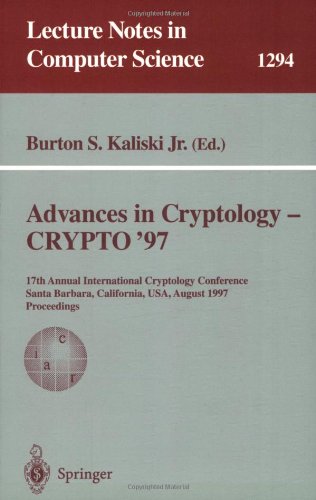 Lecture Notes in
Computer Science 1294
Burton S. Kaliski Jr. (Ed.)
Advances in Cryptology –
CRYPTO '97
17th Annual International Cryptology Conference
Santa Barbara, California, USA, August 1997
Proceedings
i a c r
Springer